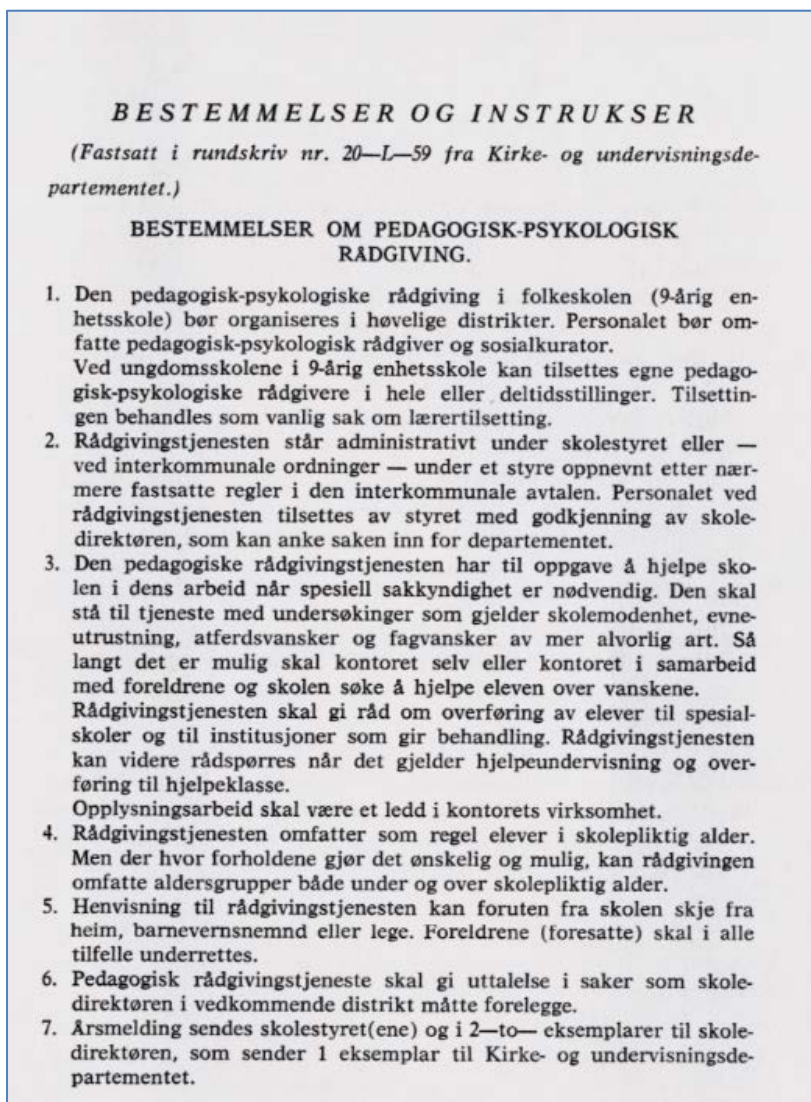 BESTEMMELSER OG INSTRUKSER
(Fastsatt i rundskriv nr. 20—L—59 fra Kirke- og undervisningsde-
partementet.)
BESTEMMELSER OM PEDAGOGISK-PSYKOLOGISK
RÅDGIVING.
1. Den pedagogisk-psykologiske rådgiving i folkeskolen (9-årig en-
hetsskole) bør organiseres i høvelige distrikter. Personalet bør om-
fatte pedagogisk-psykologisk rådgiver og sosialkurator.
Ved ungdomsskolene i 9-årig enhetsskole kan tilsettes egne pedago-
gisk-psykologiske rådgivere i hele eller deltidsstillinger. Tilsettin-
gen behandles som vanlig sak om lærertilsetting.
2. Rådgivingstjenesten står administrativt under skolestyret eller —
ved interkommunale ordninger — under et styre oppnevnt etter nær-
mere fastsatte regler i den interkommunale avtalen. Personalet ved
rådgivingstjenesten tilsettes av styret med godkjenning av skole-
direktøren, som kan anke saken inn for departementet.
3. Den pedagogiske rådgivingstjenesten har til oppgave å hjelpe sko-
len i dens arbeid når spesiell sakkyndighet er nødvendig. Den skal
stå til tjeneste med undersøkinger som gjelder skolemodenhet, evne-
utrustning, atferdsvansker og fagvansker av mer alvorlig art. Så
langt det er mulig skal kontoret selv eller kontoret i samarbeid
med foreldrene og skolen søke å hjelpe eleven over vanskene.
Rådgivingstjenesten skal gi råd om overføring av elever til spesial-
skoler og til institusjoner som gir behandling. Rådgivingstjenesten
kan videre rådspørres når det gjelder hjelpeundervisning og over-
føring til hjelpeklasse.
Opplysningsarbeid skal være et ledd i kontorets virksomhet.
4. Rådgivingstjenesten omfatter som regel elever i skolepliktig alder.
Men der hvor forholdene gjør det ønskelig og mulig, kan rådgivingen
omfatte aldersgrupper både under og over skolepliktig alder.
5. Henvisning til rådgivingstjenesten kan foruten fra skolen skje fra
heim, barnevernsnemnd eller lege. Foreldrene (foresatte) skal i alle
tilfelle underrettes.
6. Pedagogisk rådgivingstjeneste skal gi uttalelse i saker som skole-
direktøren i vedkommende distrikt måtte forelegge.
7. Årsmelding sendes skolestyret(ene) og i 2—to— eksemplarer til skole-
direktøren, som sender 1 eksemplar til Kirke- og undervisningsde-
partementet.